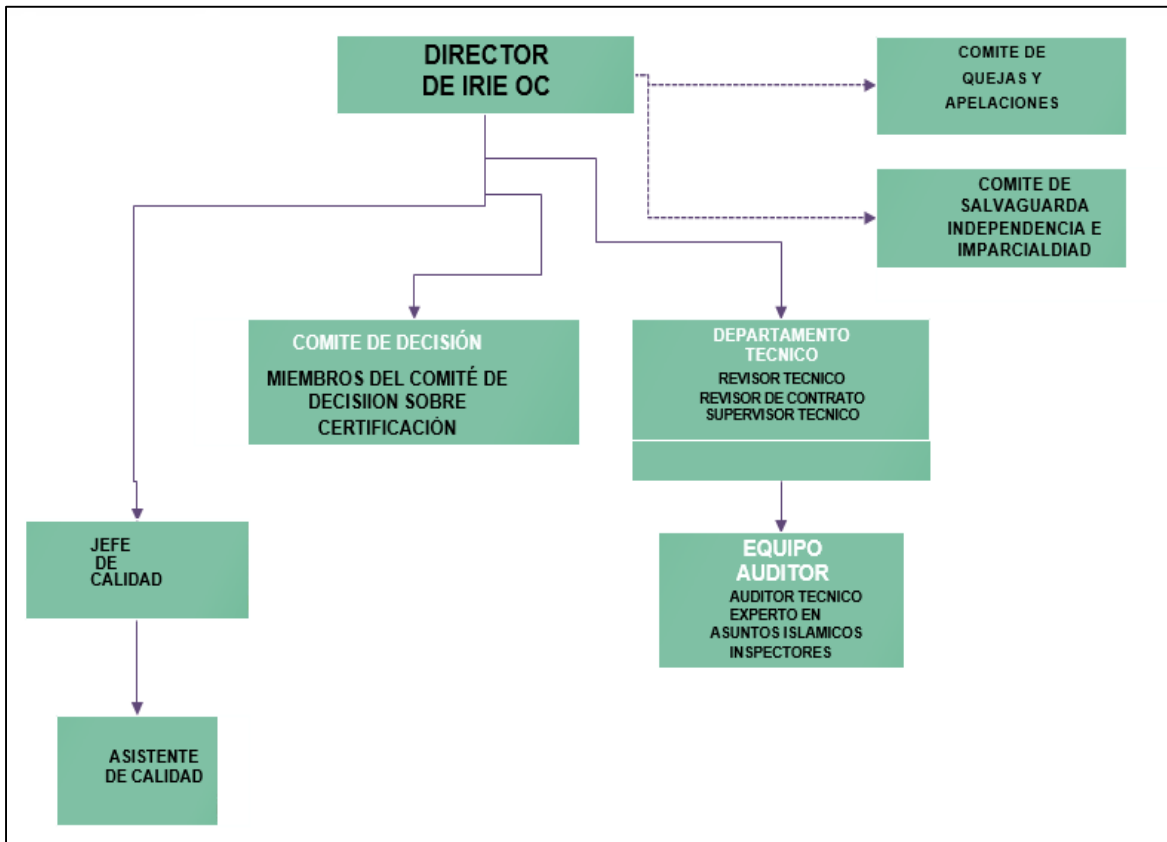 DIRECTOR
DE IRIE OC
COMITE DE
QUEJAS Y
APELACIONES
COMITE DE
SALVAGUARDA
INDEPENDENCIA E
IMPARCIALDIAD
COMITE DE DECISIÓN
MIEMBROS DEL COMITÉ DE
DECISIION SOBRE
CERTIFICACIÓN
DEPARTAMENTO
TECNICO
REVISOR TECNICO
REVISOR DE CONTRATO
SUPERVISOR TECNICO
JEFE
DE
CALIDAD
EQUIPO
AUDITOR
AUDITOR TECNICO
EXPERTO EN
ASUNTOS ISLAMICOS
INSPECTORES
ASISTENTE
DE CALIDAD